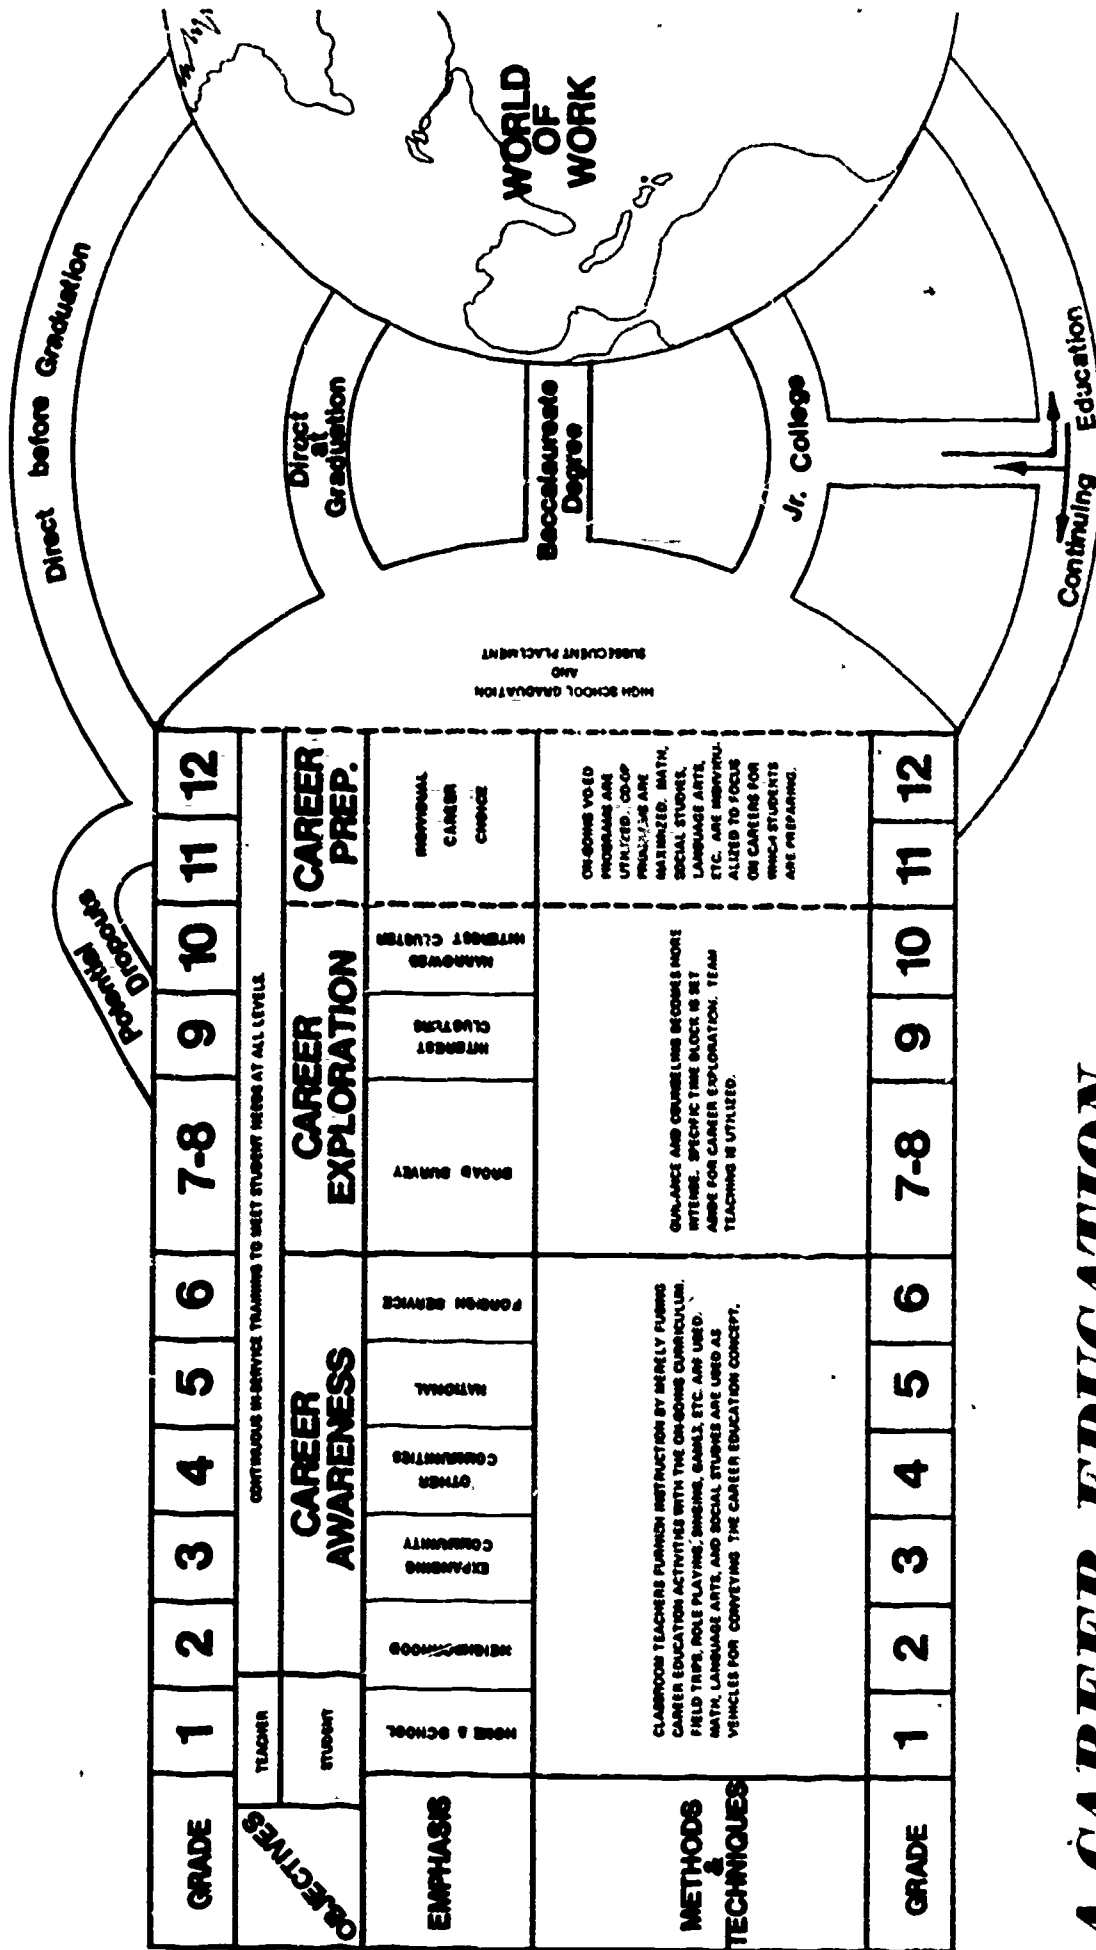 GRADE
1
2
3
4
5
6
7-8
9
10
11
12
Potential
Dropouts
Direct before Graduation
OBJECTIVES
TEACHER
CONTINUOUS IN-SERVICE TRAINING TO MEET STUDENT NEEDS AT ALL LEVELS.
STUDENT
CAREER
AWARENESS
CAREER
EXPLORATION
CAREER
PREP.
EMPHASIS
HOME & SCHOOL
NEIGHBORHOOD
EXPANDING
COMMUNITY
OTHER
COMMUNITIES
NATIONAL
FOREIGN SERVICE
BROAD SURVEY
INTEREST
CLUSTERS
NARROWED
INTEREST CLUSTER
INDIVIDUAL
CAREER
CHOICE
METHODS
&
TECHNIQUES
CLASSROOM TEACHERS FURNISH INSTRUCTION BY MERELY FUSING
CAREER EDUCATION ACTIVITIES WITH THE ON-GOING CURRICULUM.
FIELD TRIPS, ROLE PLAYING, SINGING, GAMES, ETC. ARE USED.
MATH, LANGUAGE ARTS, AND SOCIAL STUDIES ARE USED AS
VEHICLES FOR CONVEYING THE CAREER EDUCATION CONCEPT.
GUIDANCE AND COUNSELING BECOMES MORE
INTENSE. SPECIFIC TIME BLOCK IS SET
ASIDE FOR CAREER EXPLORATION. TEAM
TEACHING IS UTILIZED.
ON-GOING VO-ED
PROGRAMS ARE
UTILIZED. CO-OP
PROGRAMS ARE
MAXIMIZED. MATH,
SOCIAL STUDIES,
LANGUAGE ARTS,
ETC. ARE INDIVIDU-
ALIZED TO FOCUS
ON CAREERS FOR
WHICH STUDENTS
ARE PREPARING.
GRADE
1
2
3
4
5
6
7-8
9
10
11
12
HIGH SCHOOL GRADUATION
AND
SUBSEQUENT PLACEMENT
Direct
at
Graduation
Baccalaureate
Degree
Jr. College
Continuing Education
WORLD
OF
WORK
A CAREER EDUCATION